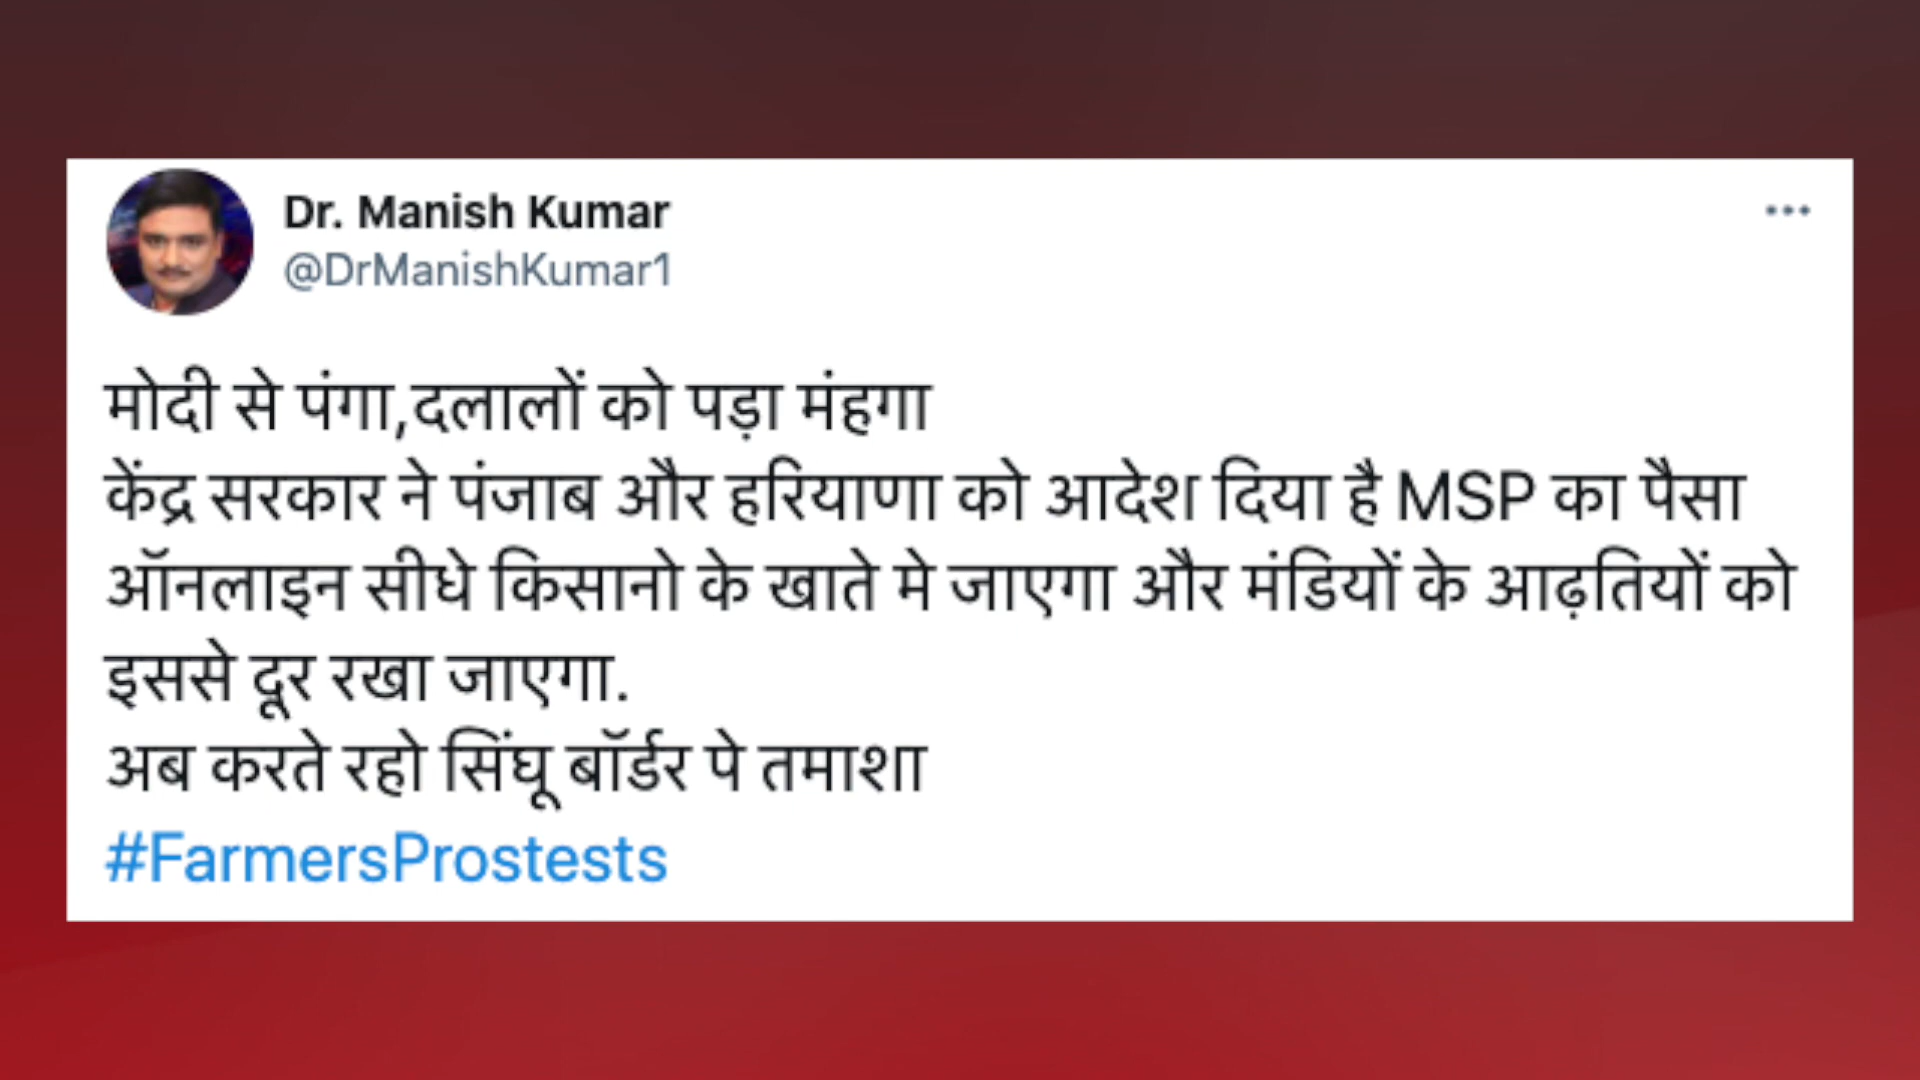 Dr. Manish Kumar
@DrManishKumar1
मोदी से पंगा,दलालों को पड़ा मंहगा
केंद्र सरकार ने पंजाब और हरियाणा को आदेश दिया है MSP का पैसा
ऑनलाइन सीधे किसानो के खाते मे जाएगा और मंडियों के आढ़तियों को
इससे दूर रखा जाएगा.
अब करते रहो सिंघू बॉर्डर पे तमाशा
#FarmersProstests